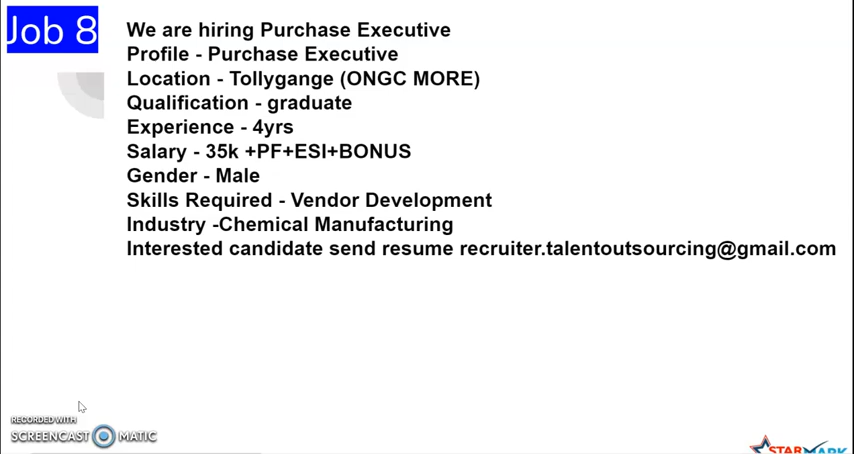 Job 8
We are hiring Purchase Executive
Profile - Purchase Executive
Location - Tollygange (ONGC MORE)
Qualification - graduate
Experience - 4yrs
Salary - 35k +PF+ESI+BONUS
Gender - Male
Skills Required - Vendor Development
Industry -Chemical Manufacturing
Interested candidate send resume recruiter.talentoutsourcing@gmail.com
RECORDED WITH
SCREENCAST MATIC
STARMARK